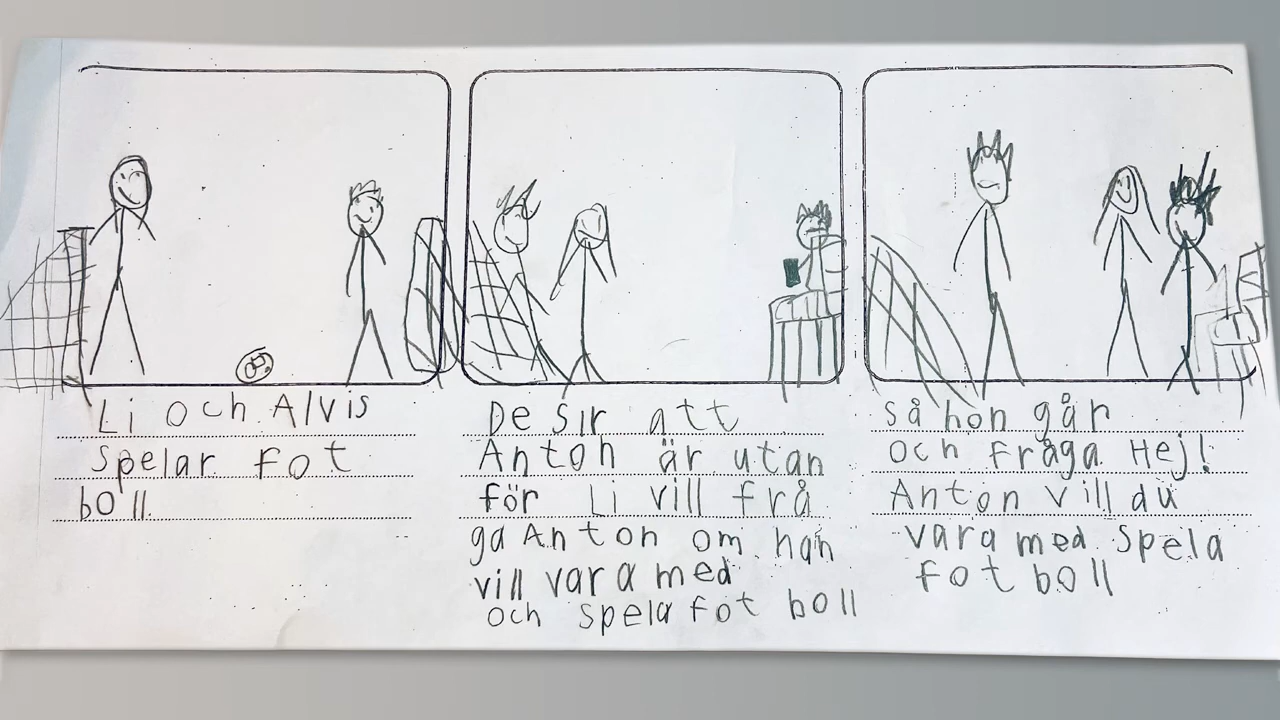 Li och Alvis
spelar fot
boll.
De sir att
Anton är utan
för Li vill frå
ga Anton om han
vill vara med
och spela fot boll
så hon går
och fråga Hej!
Anton vill du
vara med spela
fot boll